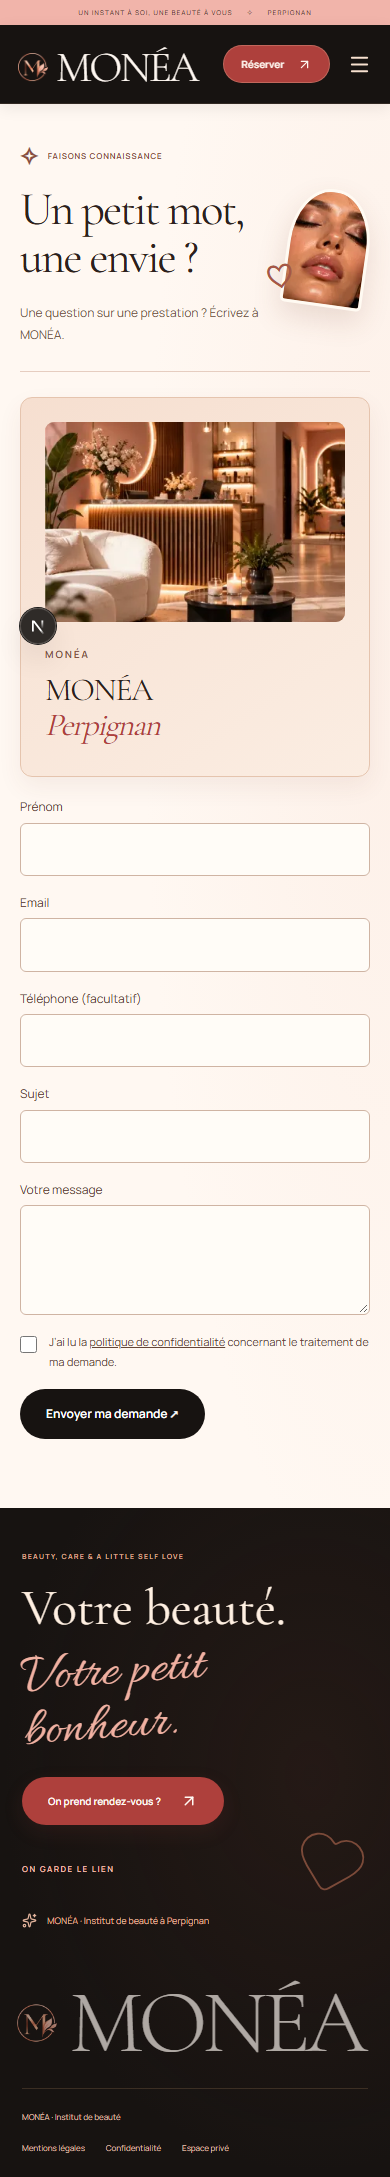 UN INSTANT À SOI, UNE BEAUTÉ À VOUS ✧ PERPIGNAN
M MONÉA Réserver ↗
FAISONS CONNAISSANCE
Un petit mot,
une envie ?
Une question sur une prestation ? Écrivez à
MONÉA.
N
MONÉA
MONÉA
Perpignan
Prénom
Email
Téléphone (facultatif)
Sujet
Votre message
J'ai lu la politique de confidentialité concernant le traitement de
ma demande.
Envoyer ma demande ↗
BEAUTY, CARE & A LITTLE SELF LOVE
Votre beauté.
Votre petit
bonheur.
On prend rendez-vous ? ↗
ON GARDE LE LIEN
MONÉA · Institut de beauté à Perpignan
M MONÉA
MONÉA · Institut de beauté
Mentions légales Confidentialité Espace privé